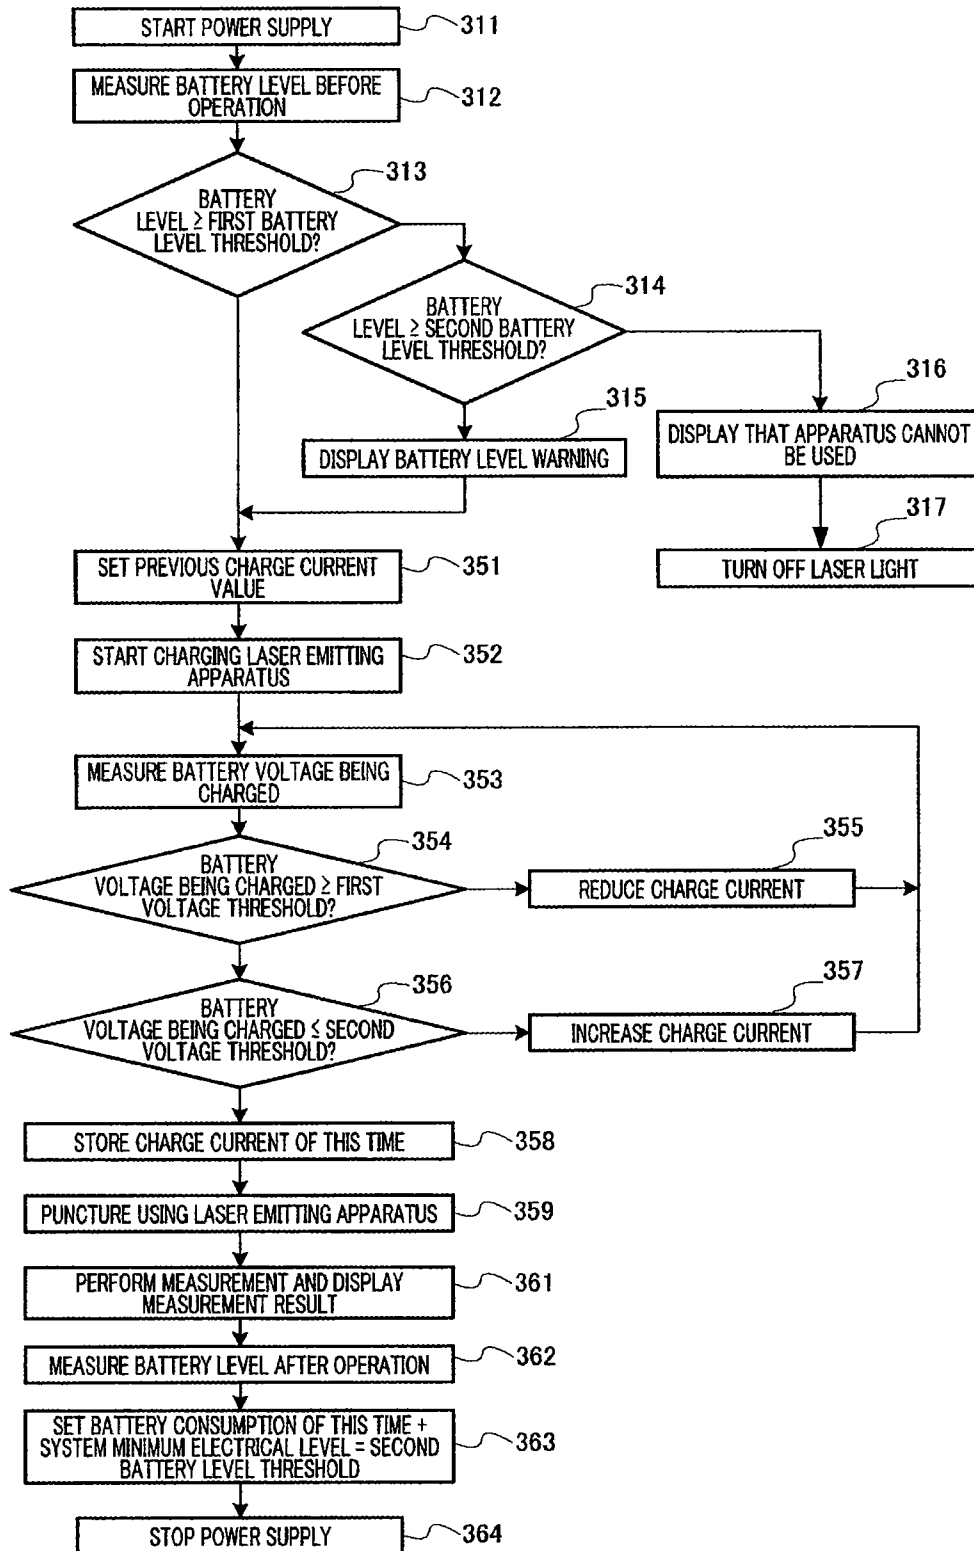 START POWER SUPPLY
311
MEASURE BATTERY LEVEL BEFORE
OPERATION
312
313
BATTERY
LEVEL ≥ FIRST BATTERY
LEVEL THRESHOLD?
314
BATTERY
LEVEL ≥ SECOND BATTERY
LEVEL THRESHOLD?
315
DISPLAY BATTERY LEVEL WARNING
316
DISPLAY THAT APPARATUS CANNOT
BE USED
317
TURN OFF LASER LIGHT
SET PREVIOUS CHARGE CURRENT
VALUE
351
START CHARGING LASER EMITTING
APPARATUS
352
MEASURE BATTERY VOLTAGE BEING
CHARGED
353
354
BATTERY
VOLTAGE BEING CHARGED ≥ FIRST
VOLTAGE THRESHOLD?
355
REDUCE CHARGE CURRENT
356
BATTERY
VOLTAGE BEING CHARGED ≤ SECOND
VOLTAGE THRESHOLD?
357
INCREASE CHARGE CURRENT
STORE CHARGE CURRENT OF THIS TIME
358
PUNCTURE USING LASER EMITTING APPARATUS
359
PERFORM MEASUREMENT AND DISPLAY
MEASUREMENT RESULT
361
MEASURE BATTERY LEVEL AFTER OPERATION
362
SET BATTERY CONSUMPTION OF THIS TIME +
SYSTEM MINIMUM ELECTRICAL LEVEL = SECOND
BATTERY LEVEL THRESHOLD
363
STOP POWER SUPPLY
364